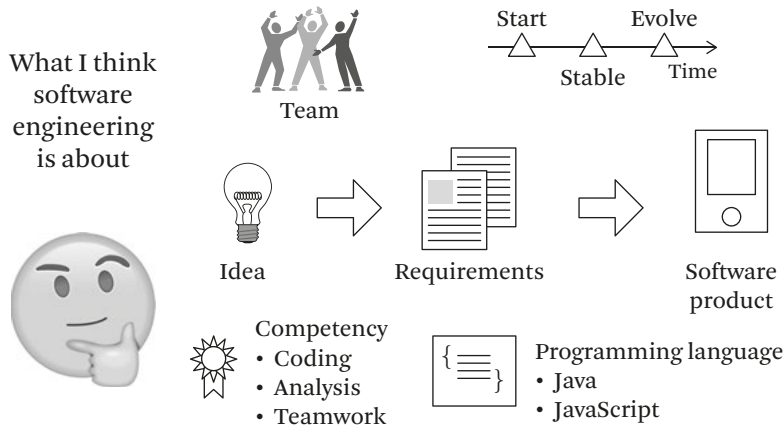 What I think
software
engineering
is about
Team
Start
Evolve
Stable
Time
Idea
Requirements
Software
product
Competency
• Coding
• Analysis
• Teamwork
{ }
Programming language
• Java
• JavaScript